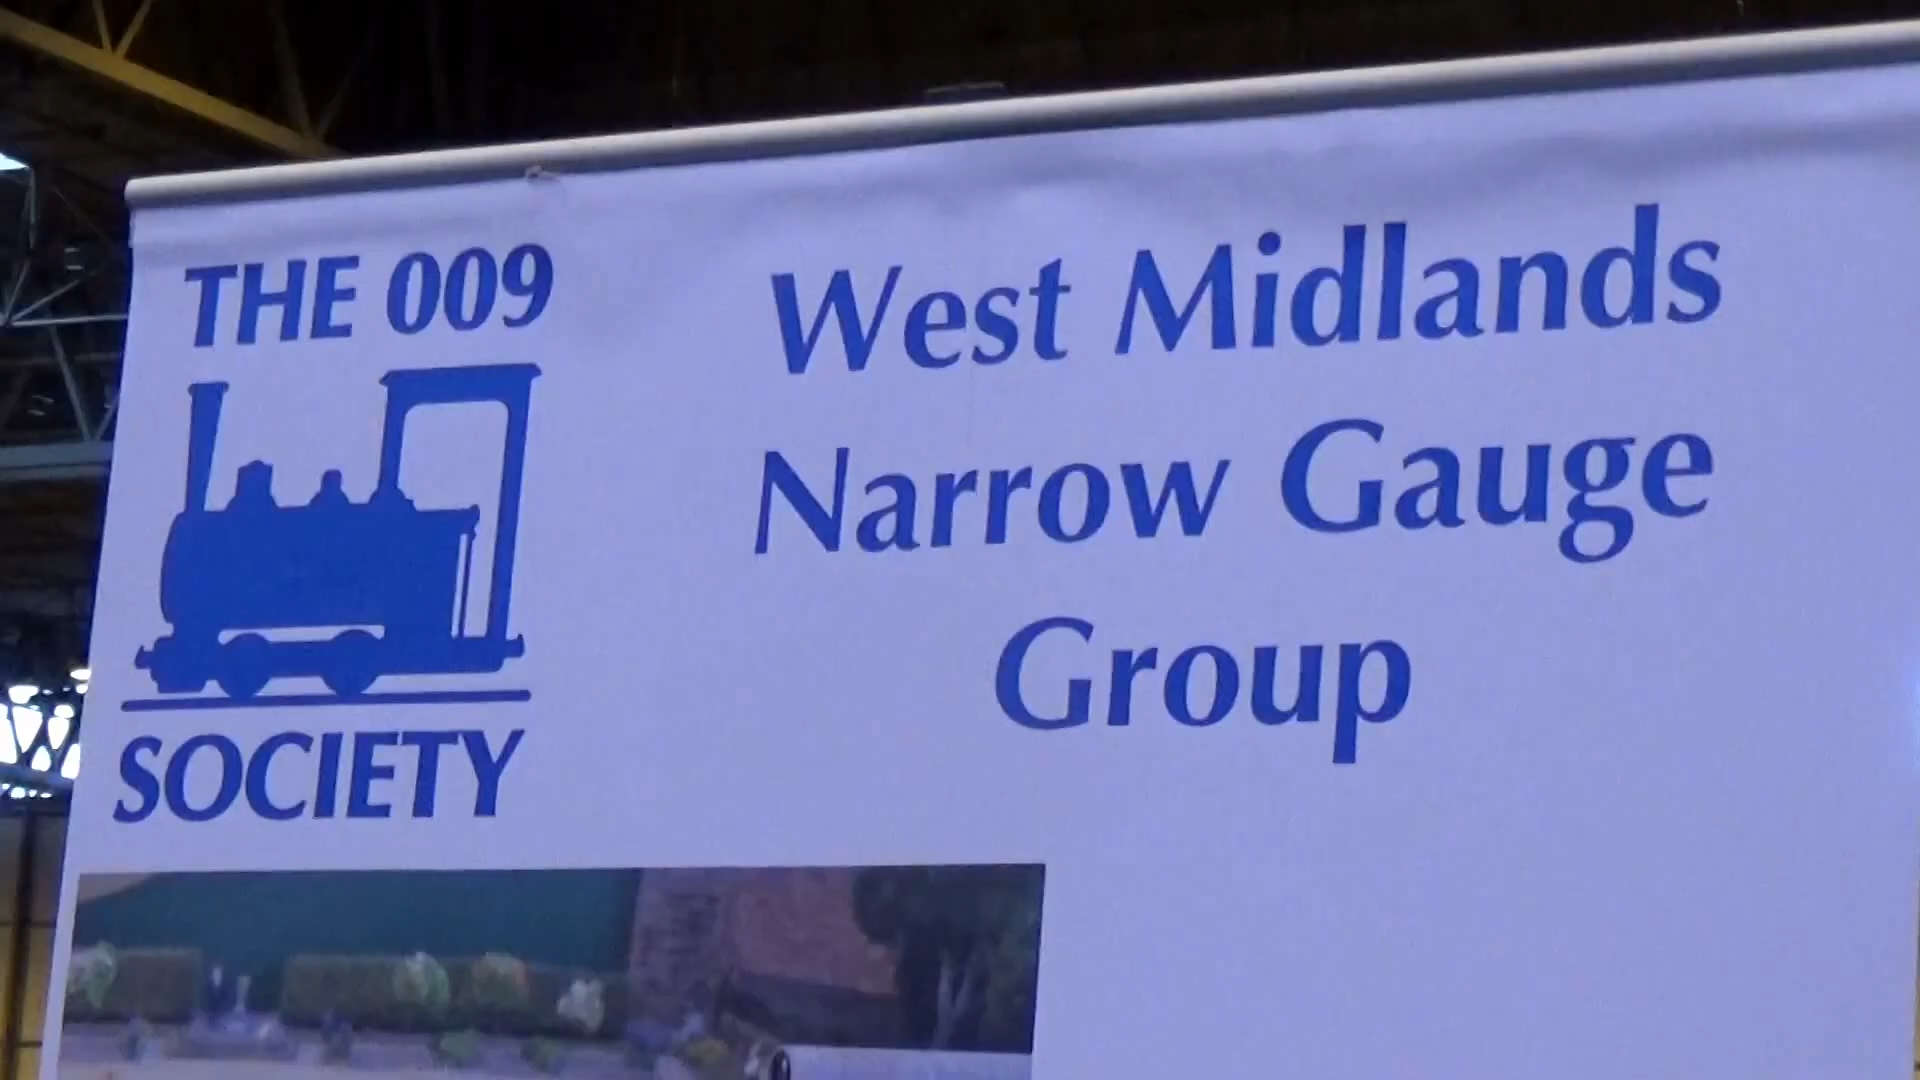 THE 009
SOCIETY
West Midlands
Narrow Gauge
Group